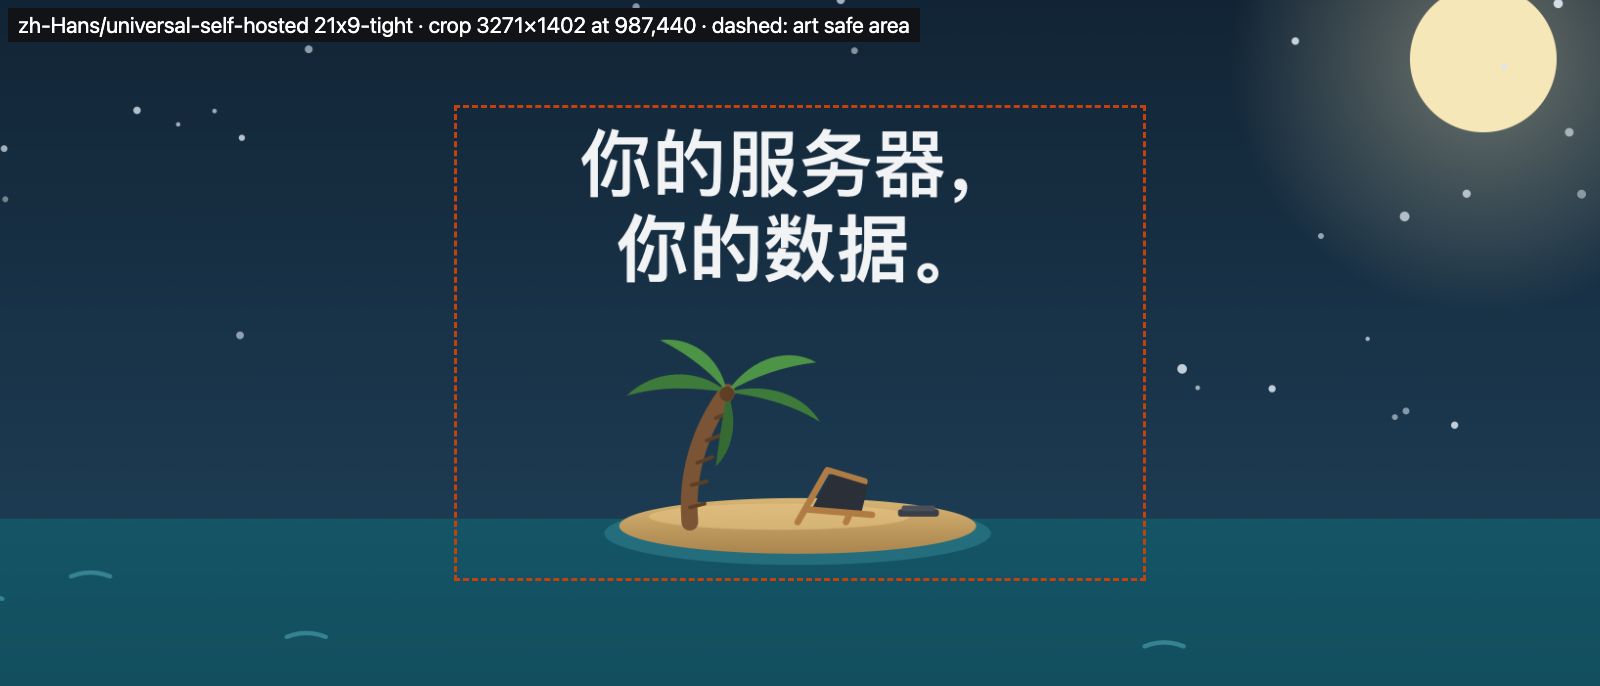 zh-Hans/universal-self-hosted 21x9-tight · crop 3271×1402 at 987,440 · dashed: art safe area
你的服务器，
你的数据。